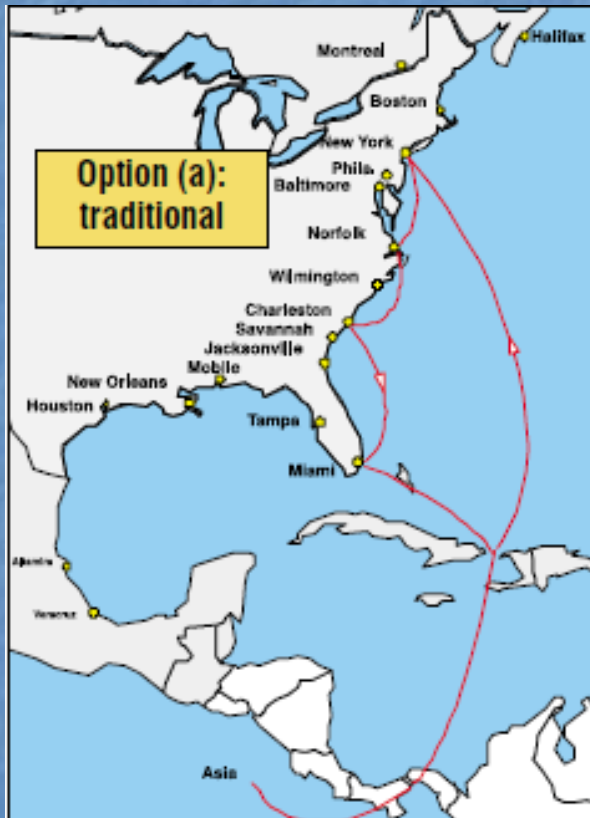 Halifax
Montreal
Boston
New York
Option (a):
traditional
Phila.
Baltimore
Norfolk
Wilmington
Charleston
Savannah
Jacksonville
Mobile
New Orleans
Houston
Tampa
Miami
Altamira
Veracruz
Asia